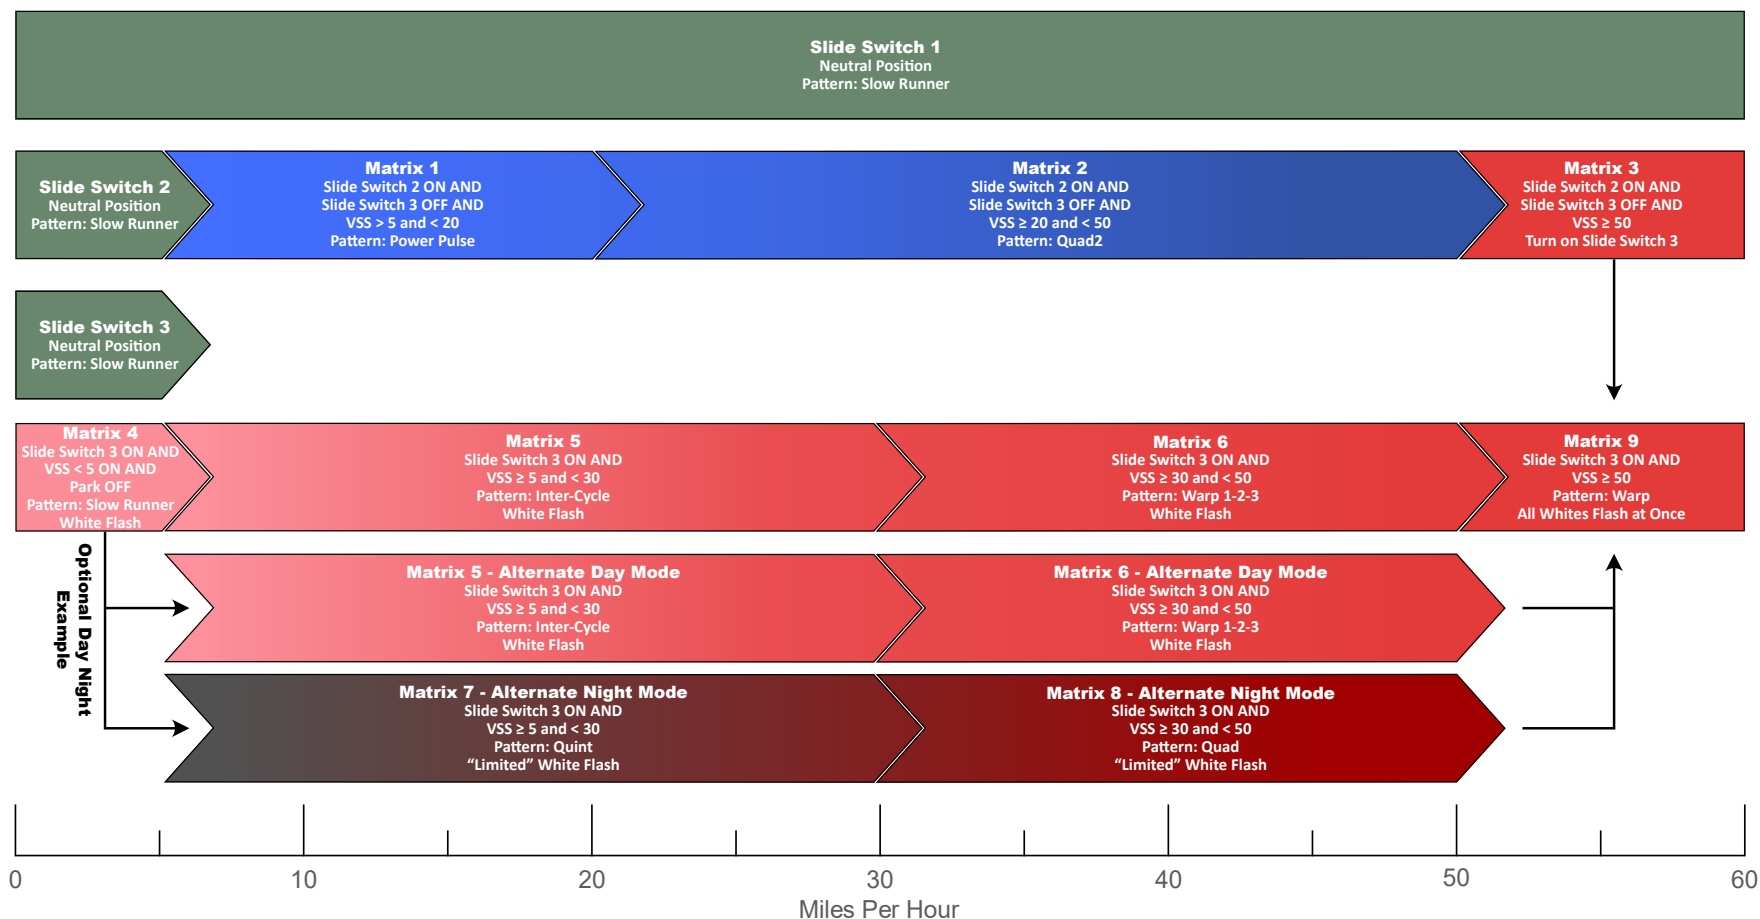 Slide Switch 1
Neutral Position
Pattern: Slow Runner
Slide Switch 2
Neutral Position
Pattern: Slow Runner
Matrix 1
Slide Switch 2 ON AND
Slide Switch 3 OFF AND
VSS > 5 and < 20
Pattern: Power Pulse
Matrix 2
Slide Switch 2 ON AND
Slide Switch 3 OFF AND
VSS ≥ 20 and < 50
Pattern: Quad2
Matrix 3
Slide Switch 2 ON AND
Slide Switch 3 OFF AND
VSS ≥ 50
Turn on Slide Switch 3
Slide Switch 3
Neutral Position
Pattern: Slow Runner
Matrix 4
Slide Switch 3 ON AND
VSS < 5 ON AND
Park OFF
Pattern: Slow Runner
White Flash
Matrix 5
Slide Switch 3 ON AND
VSS ≥ 5 and < 30
Pattern: Inter-Cycle
White Flash
Matrix 6
Slide Switch 3 ON AND
VSS ≥ 30 and < 50
Pattern: Warp 1-2-3
White Flash
Matrix 9
Slide Switch 3 ON AND
VSS ≥ 50
Pattern: Warp
All Whites Flash at Once
Optional Day Night
Example
Matrix 5 - Alternate Day Mode
Slide Switch 3 ON AND
VSS ≥ 5 and < 30
Pattern: Inter-Cycle
White Flash
Matrix 6 - Alternate Day Mode
Slide Switch 3 ON AND
VSS ≥ 30 and < 50
Pattern: Warp 1-2-3
White Flash
Matrix 7 - Alternate Night Mode
Slide Switch 3 ON AND
VSS ≥ 5 and < 30
Pattern: Quint
“Limited” White Flash
Matrix 8 - Alternate Night Mode
Slide Switch 3 ON AND
VSS ≥ 30 and < 50
Pattern: Quad
“Limited” White Flash
0 10 20 30 40 50 60
Miles Per Hour